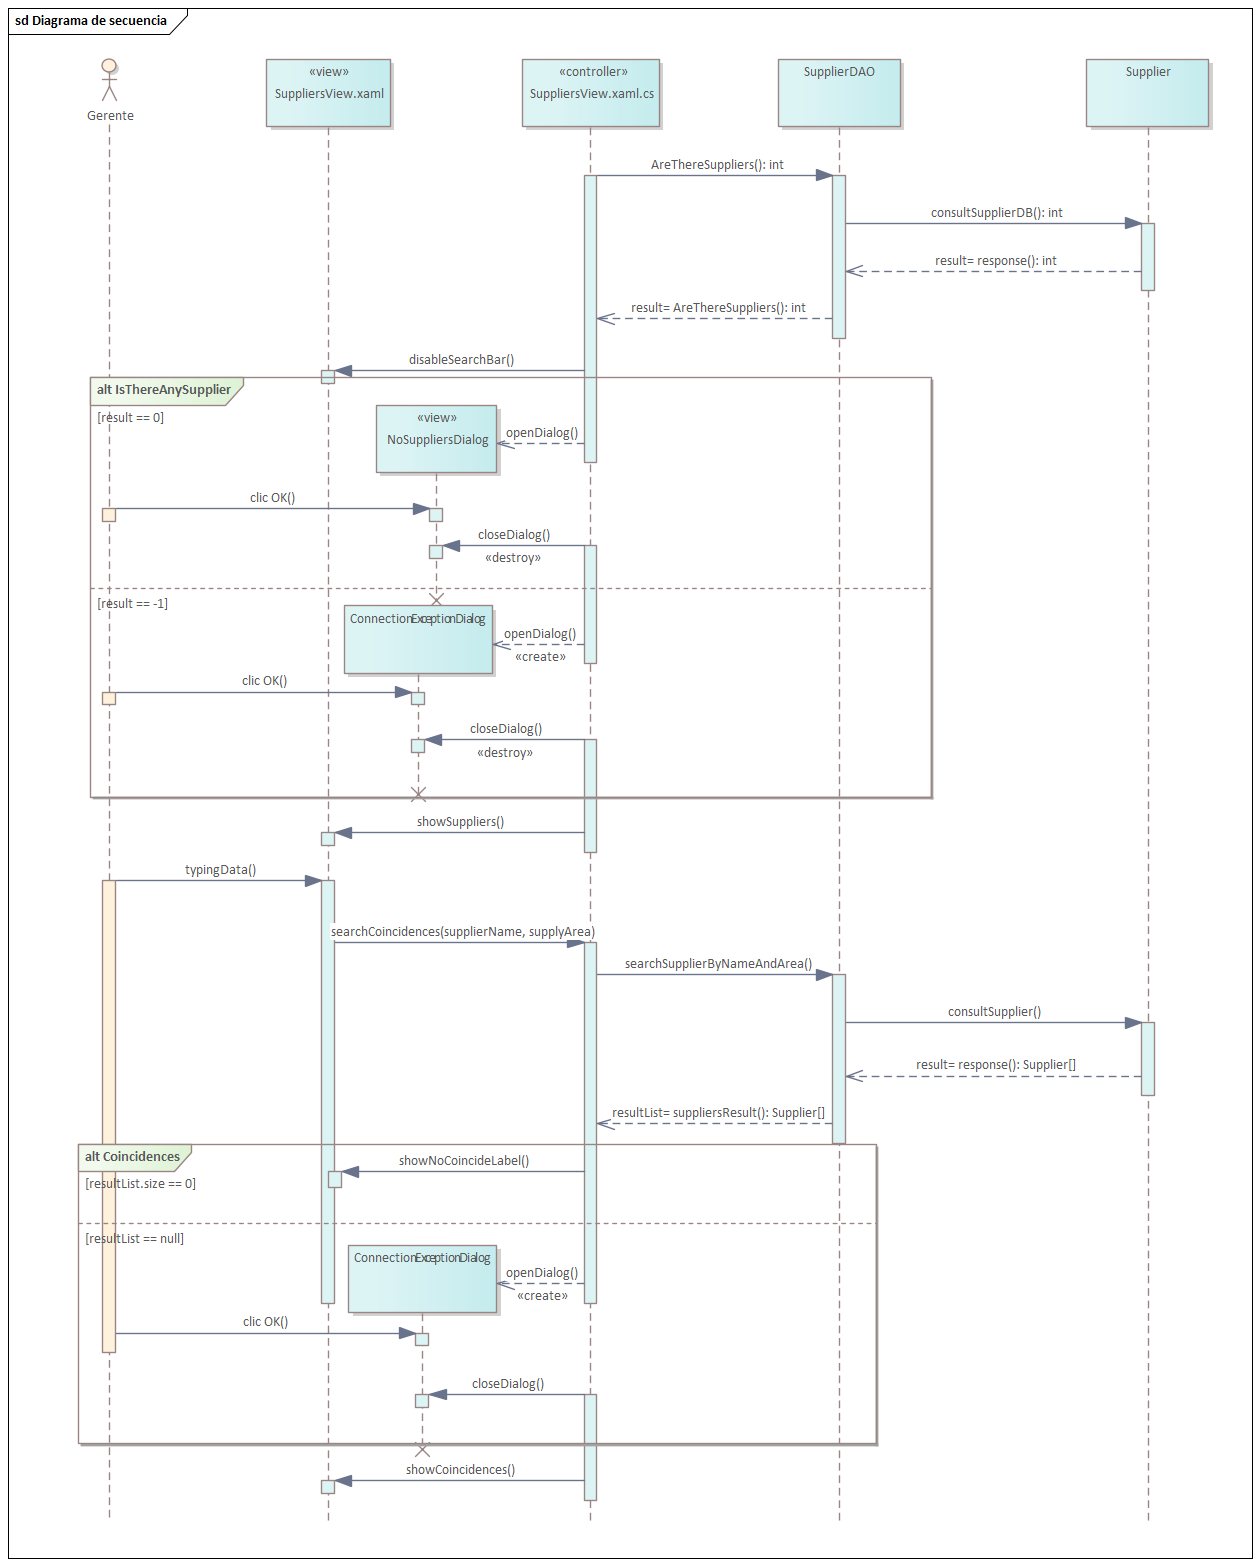 sd Diagrama de secuencia
Gerente
«view»
SuppliersView.xaml
«controller»
SuppliersView.xaml.cs
SupplierDAO
Supplier
AreThereSuppliers(): int
consultSupplierDB(): int
result= response(): int
result= AreThereSuppliers(): int
disableSearchBar()
alt IsThereAnySupplier
[result == 0]
«view»
NoSuppliersDialog
openDialog()
clic OK()
closeDialog()
«destroy»
[result == -1]
ConnectionExceptionDialog
openDialog()
«create»
clic OK()
closeDialog()
«destroy»
showSuppliers()
typingData()
searchCoincidences(supplierName, supplyArea)
searchSupplierByNameAndArea()
consultSupplier()
result= response(): Supplier[]
resultList= suppliersResult(): Supplier[]
alt Coincidences
showNoCoincideLabel()
[resultList.size == 0]
[resultList == null]
ConnectionExceptionDialog
openDialog()
«create»
clic OK()
closeDialog()
showCoincidences()